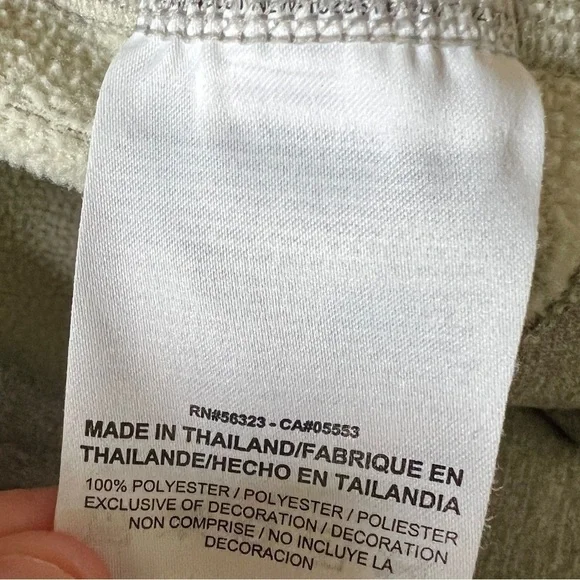 RN#56323 - CA#05553
MADE IN THAILAND/FABRIQUE EN
THAILANDE/HECHO EN TAILANDIA
100% POLYESTER / POLYESTER / POLIESTER
EXCLUSIVE OF DECORATION / DECORATION
NON COMPRISE / NO INCLUYE LA
DECORACION